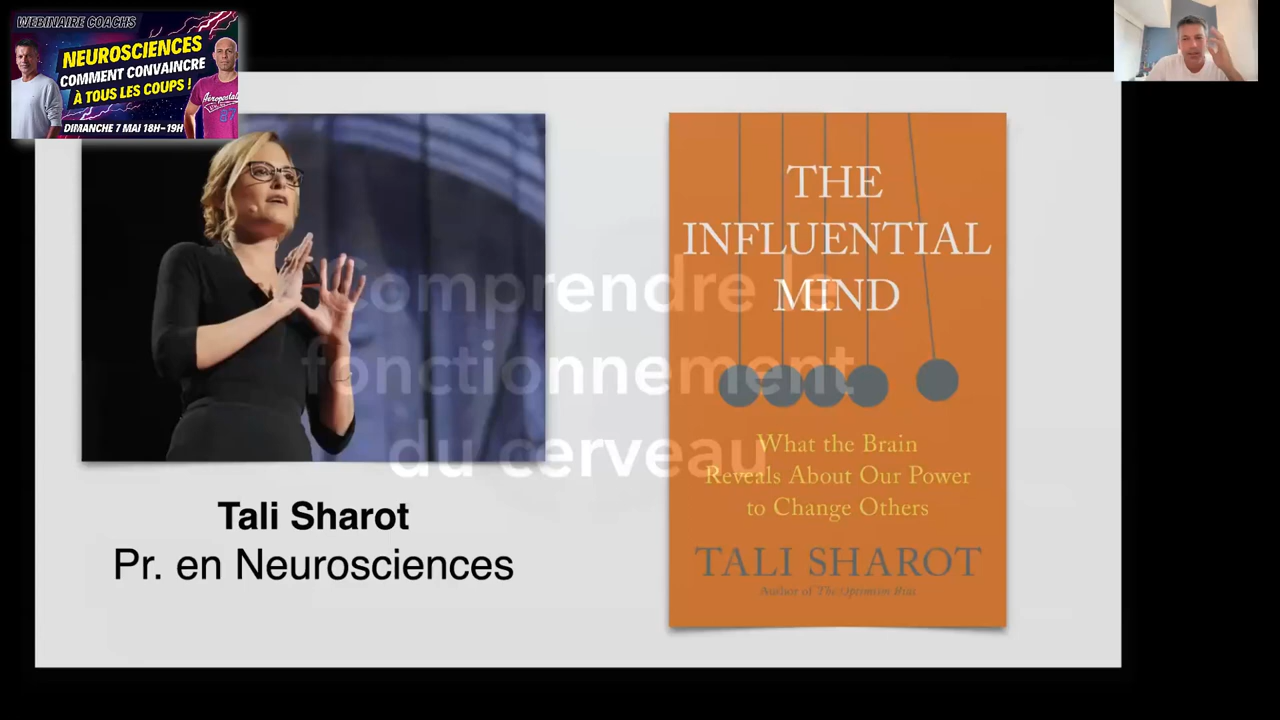 WEBINAIRE COACHS
NEUROSCIENCES
COMMENT CONVAINCRE
À TOUS LES COUPS !
DIMANCHE 7 MAI 18H-19H
Aéropostale
87
Comprendre le
fonctionnement
du cerveau
Tali Sharot
Pr. en Neurosciences
THE
INFLUENTIAL
MIND
What the Brain
Reveals About Our Power
to Change Others
TALI SHAROT
Author of The Optimism Bias